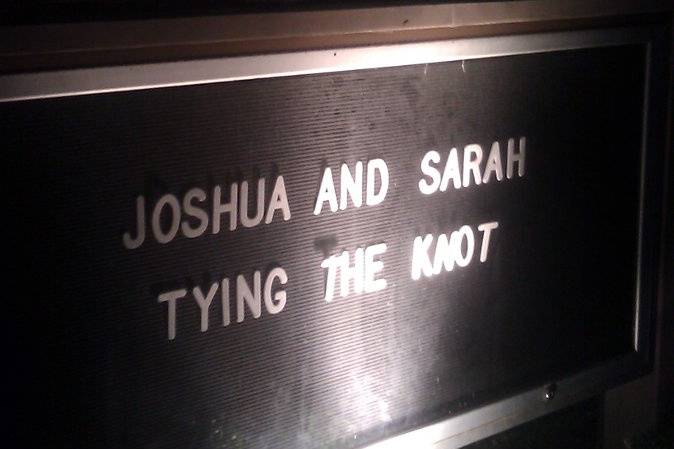 JOSHUA AND SARAH
TYING THE KNOT